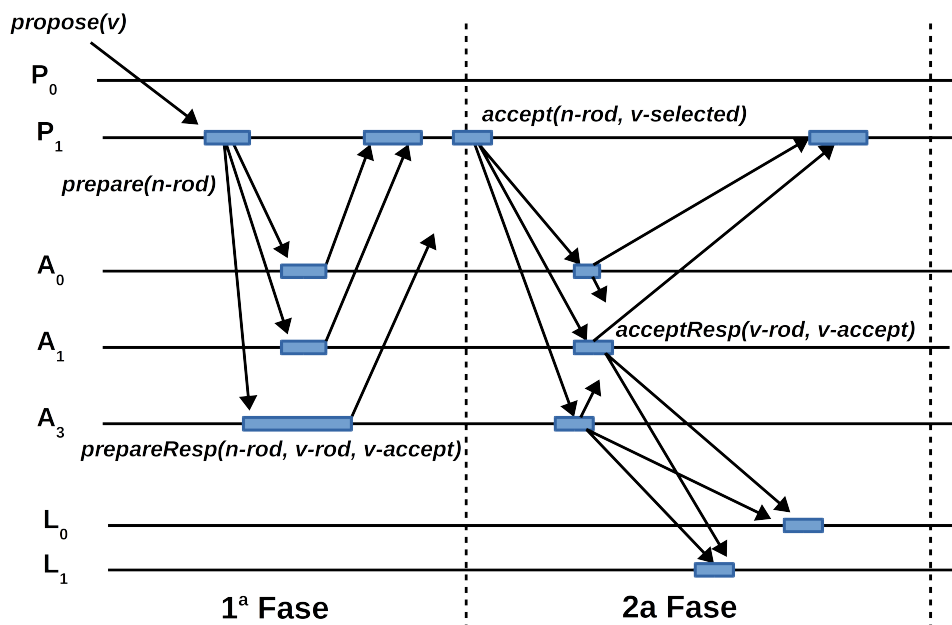 propose(v)
P0
accept(n-rod, v-selected)
P1
prepare(n-rod)
A0
acceptResp(v-rod, v-accept)
A1
A3
prepareResp(n-rod, v-rod, v-accept)
L0
L1
1ª Fase
2a Fase